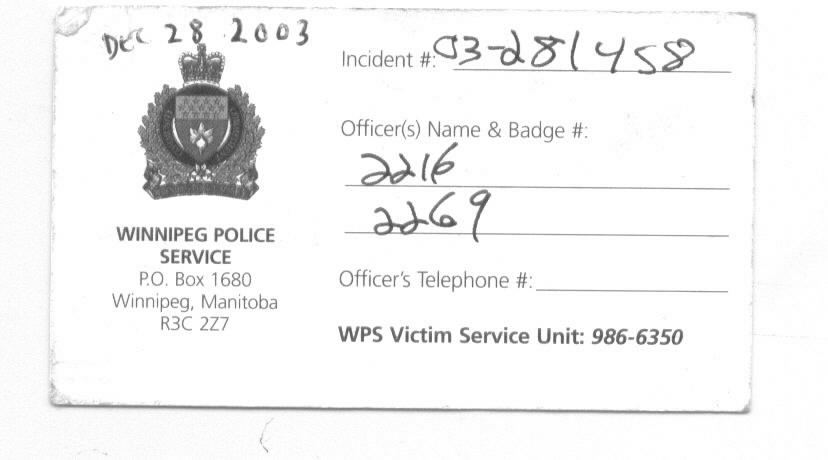 DEC 28 2003
WINNIPEG POLICE
SERVICE
P.O. Box 1680
Winnipeg, Manitoba
R3C 2Z7
Incident #: 03-281458
Officer(s) Name & Badge #:
2216
2269
Officer's Telephone #:
WPS Victim Service Unit: 986-6350